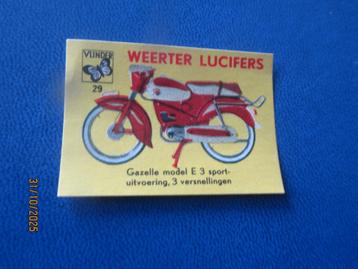 VLINDER
29
WEERTER LUCIFERS
Gazelle model E 3 sport-
uitvoering, 3 versnellingen
31/10/2025